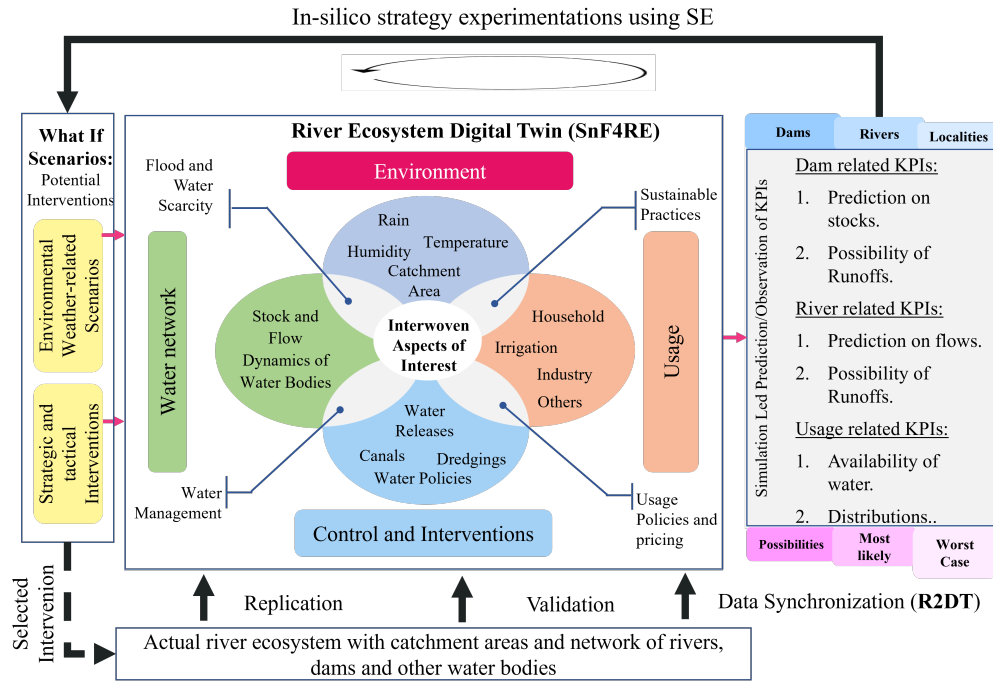 In-silico strategy experimentations using SE
What If
Scenarios:
Potential
Interventions
Environmental
Weather-related
Scenarios
Strategic and
tactical
Interventions
River Ecosystem Digital Twin (SnF4RE)
Flood and
Water
Scarcity
Environment
Sustainable
Practices
Rain
Humidity
Temperature
Catchment
Area
Water network
Stock and
Flow
Dynamics of
Water Bodies
Interwoven
Aspects of
Interest
Household
Irrigation
Industry
Others
Usage
Water
Releases
Canals
Dredgings
Water Policies
Water
Management
Usage
Policies and
pricing
Control and Interventions
Dams
Rivers
Localities
Simulation Led Prediction/Observation of KPIs
Dam related KPIs:
1. Prediction on
stocks.
2. Possibility of
Runoffs.
River related KPIs:
1. Prediction on flows.
2. Possibility of
Runoffs.
Usage related KPIs:
1. Availability of
water.
2. Distributions..
Possibilities
Most
likely
Worst
Case
Selected
Intervenion
Replication
Validation
Data Synchronization (R2DT)
Actual river ecosystem with catchment areas and network of rivers,
dams and other water bodies